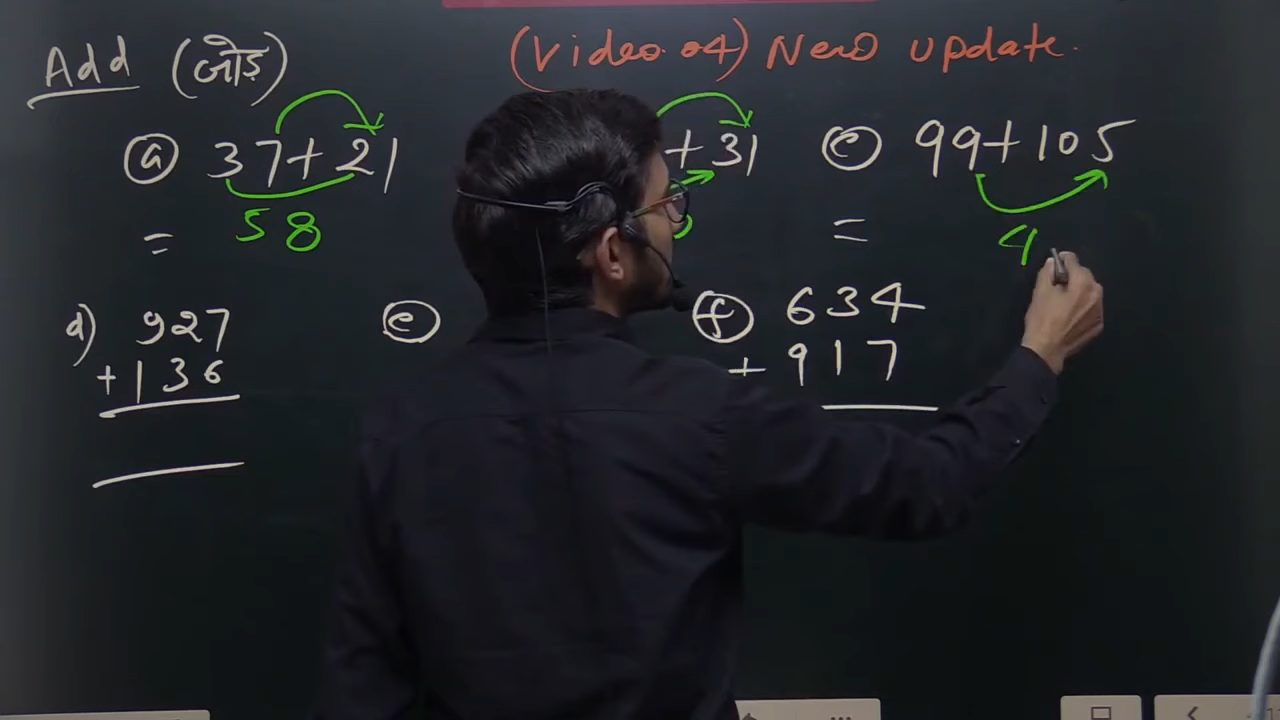 Add (जोड़) (Video.04) New update.
ⓐ 37+21 +31 ⓒ 99+105
= 58 = 4
d) 927 ⓔ ⓕ 634
+136 +917